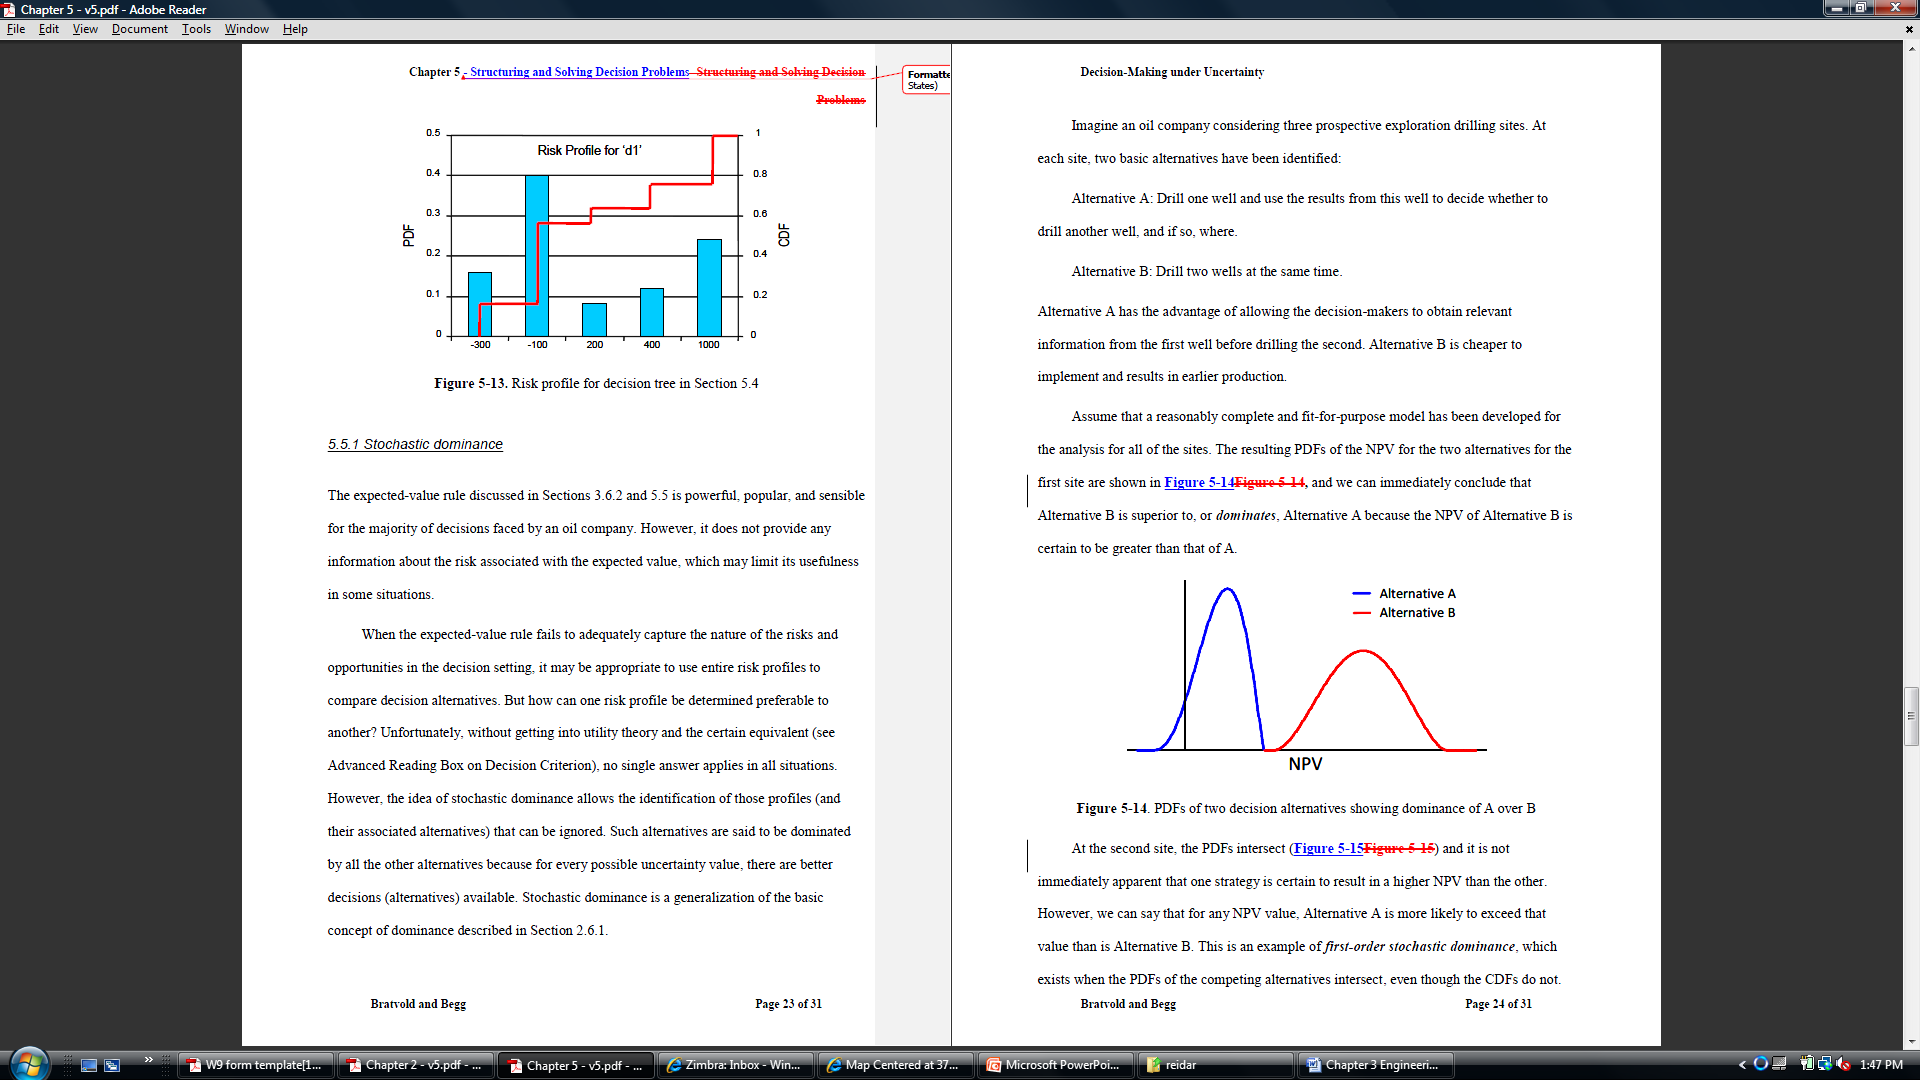 Chapter 5 - v5.pdf - Adobe Reader
File Edit View Document Tools Window Help
Chapter 5 - Structuring and Solving Decision Problems Structuring and Solving Decision
Problems
Formatte
States)
Risk Profile for 'd1'
PDF
0.5
0.4
0.3
0.2
0.1
0
1
0.8
0.6
0.4
0.2
0
CDF
-300 -100 200 400 1000
Figure 5-13. Risk profile for decision tree in Section 5.4
5.5.1 Stochastic dominance
The expected-value rule discussed in Sections 3.6.2 and 5.5 is powerful, popular, and sensible
for the majority of decisions faced by an oil company. However, it does not provide any
information about the risk associated with the expected value, which may limit its usefulness
in some situations.
When the expected-value rule fails to adequately capture the nature of the risks and
opportunities in the decision setting, it may be appropriate to use entire risk profiles to
compare decision alternatives. But how can one risk profile be determined preferable to
another? Unfortunately, without getting into utility theory and the certain equivalent (see
Advanced Reading Box on Decision Criterion), no single answer applies in all situations.
However, the idea of stochastic dominance allows the identification of those profiles (and
their associated alternatives) that can be ignored. Such alternatives are said to be dominated
by all the other alternatives because for every possible uncertainty value, there are better
decisions (alternatives) available. Stochastic dominance is a generalization of the basic
concept of dominance described in Section 2.6.1.
Bratvold and Begg Page 23 of 31
Decision-Making under Uncertainty
Imagine an oil company considering three prospective exploration drilling sites. At
each site, two basic alternatives have been identified:
Alternative A: Drill one well and use the results from this well to decide whether to
drill another well, and if so, where.
Alternative B: Drill two wells at the same time.
Alternative A has the advantage of allowing the decision-makers to obtain relevant
information from the first well before drilling the second. Alternative B is cheaper to
implement and results in earlier production.
Assume that a reasonably complete and fit-for-purpose model has been developed for
the analysis for all of the sites. The resulting PDFs of the NPV for the two alternatives for the
first site are shown in Figure 5-14Figure 5-14, and we can immediately conclude that
Alternative B is superior to, or dominates, Alternative A because the NPV of Alternative B is
certain to be greater than that of A.
Alternative A
Alternative B
NPV
Figure 5-14. PDFs of two decision alternatives showing dominance of A over B
At the second site, the PDFs intersect (Figure 5-15Figure 5-15) and it is not
immediately apparent that one strategy is certain to result in a higher NPV than the other.
However, we can say that for any NPV value, Alternative A is more likely to exceed that
value than is Alternative B. This is an example of first-order stochastic dominance, which
exists when the PDFs of the competing alternatives intersect, even though the CDFs do not.
Bratvold and Begg Page 24 of 31
W9 form template[1... Chapter 2 - v5.pdf - ... Chapter 5 - v5.pdf - ... Zimbra: Inbox - Win... Map Centered at 37... Microsoft PowerPoi... reidar Chapter 3 Engineeri... 1:47 PM